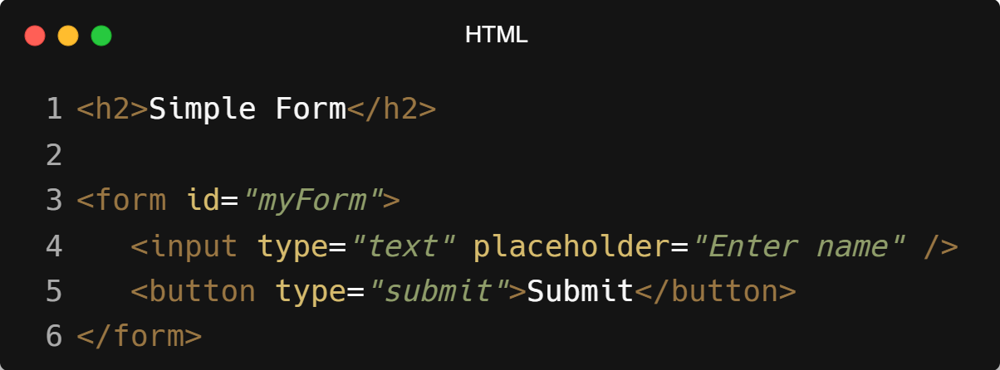 HTML
1 <h2>Simple Form</h2>
2
3 <form id="myForm">
4    <input type="text" placeholder="Enter name" />
5    <button type="submit">Submit</button>
6 </form>